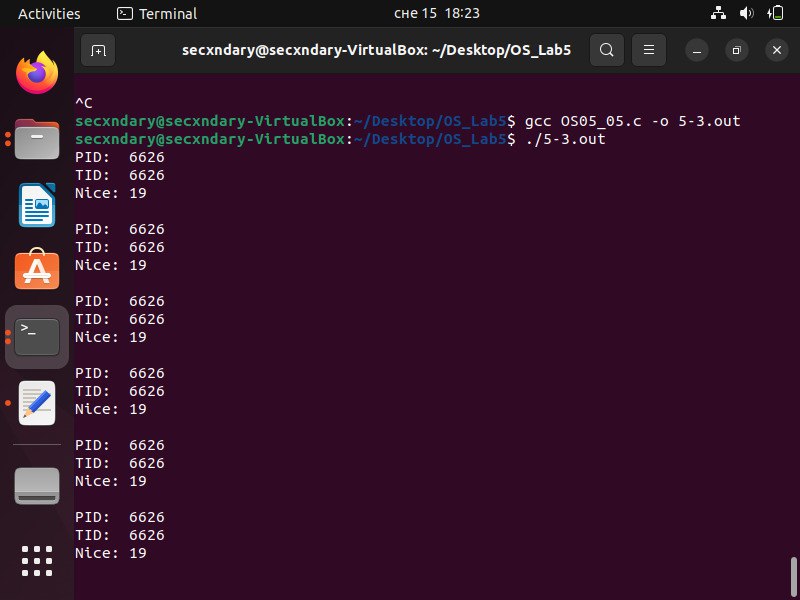 Activities Terminal сне 15 18:23
secxndary@secxndary-VirtualBox: ~/Desktop/OS_Lab5
^C
secxndary@secxndary-VirtualBox:~/Desktop/OS_Lab5$ gcc OS05_05.c -o 5-3.out
secxndary@secxndary-VirtualBox:~/Desktop/OS_Lab5$ ./5-3.out
PID:  6626
TID:  6626
Nice: 19
PID:  6626
TID:  6626
Nice: 19
PID:  6626
TID:  6626
Nice: 19
PID:  6626
TID:  6626
Nice: 19
PID:  6626
TID:  6626
Nice: 19
PID:  6626
TID:  6626
Nice: 19